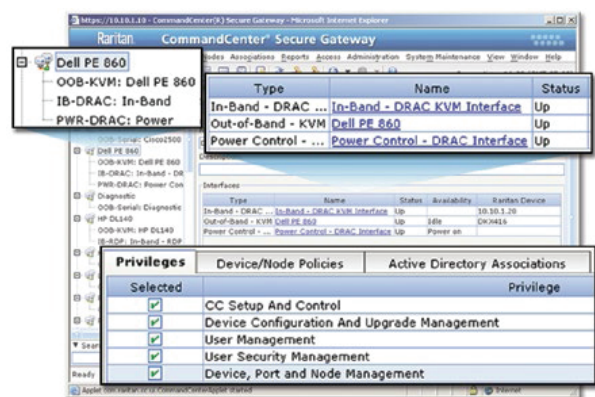 https://10.10.1.10 - CommandCenter(R) Secure Gateway - Microsoft Internet Explorer
Raritan.
CommandCenter® Secure Gateway
Nodes Associations Reports Access Administration System Maintenance View Window Help
Dell PE 860
OOB-KVM: Dell PE 860
IB-DRAC: In-Band
PWR-DRAC: Power
Type Name Status
In-Band - DRAC ... In-Band - DRAC KVM Interface Up
Out-of-Band - KVM Dell PE 860 Up
Power Control - ... Power Control - DRAC Interface Up
OOB-Serial: Cisco2500
Dell PE 860
OOB-KVM: Dell PE 860
IB-DRAC: In-Band - DR
PWR-DRAC: Power Con
Diagnostic
OOB-Serial: Diagnostic
HP DL140
OOB-KVM: HP DL140
IB-RDP: In-Band - RDP
Interfaces
Type Name Status Availability Raritan Device
In-Band - DRAC ... In-Band - DRAC KVM Interface Up 10.10.1.20
Out-of-Band - KVM Dell PE 860 Up Idle DKX416
Power Control - ... Power Control - DRAC Interface Up Power on
Privileges Device/Node Policies Active Directory Associations
Selected Privilege
CC Setup And Control
Device Configuration And Upgrade Management
User Management
User Security Management
Device, Port and Node Management
Sear
Ready
Applet com.raritan.cc.ui.CommandCenterApplet started
Internet